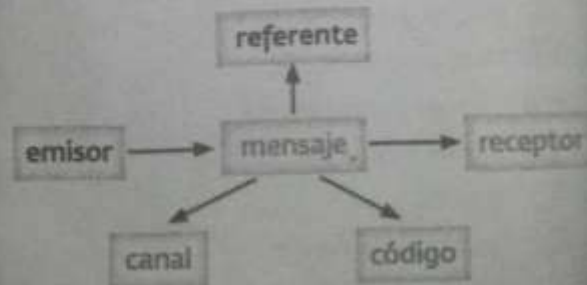 referente
emisor
mensaje
receptor
canal
código